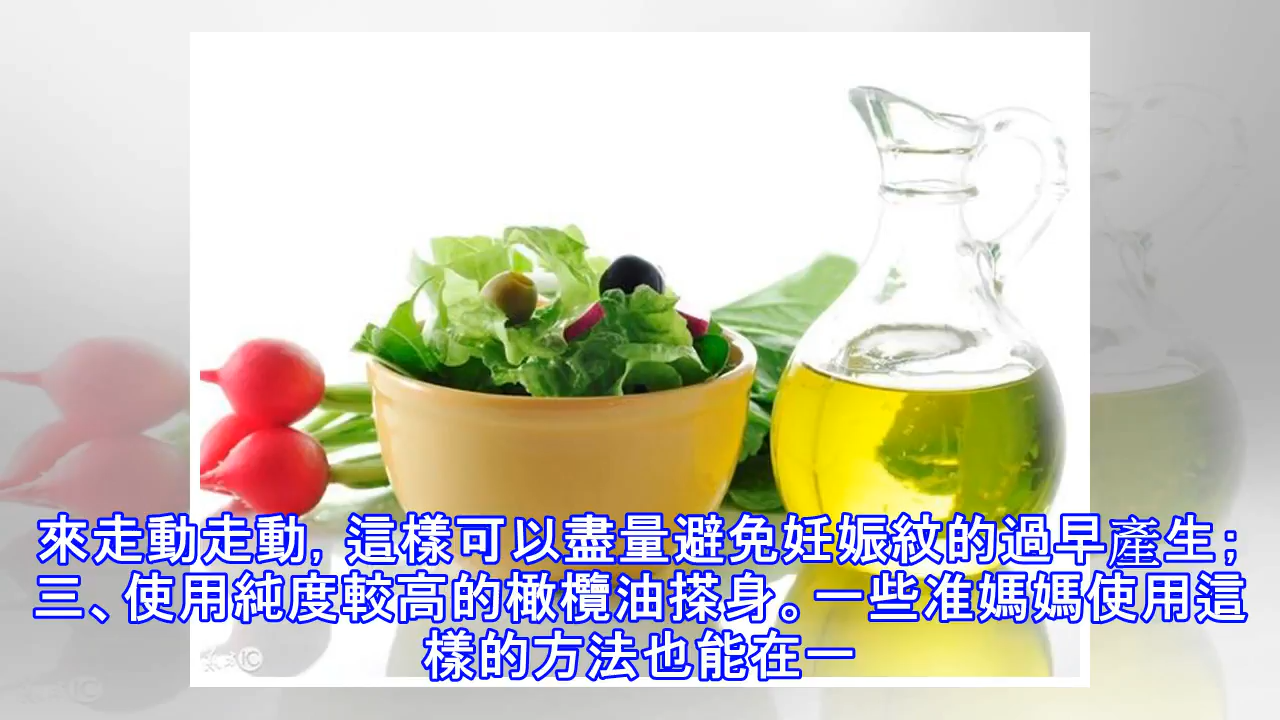 來走動走動, 這樣可以盡量避免妊娠紋的過早產生;
三、使用純度較高的橄欖油搽身。一些准媽媽使用這
樣的方法也能在一